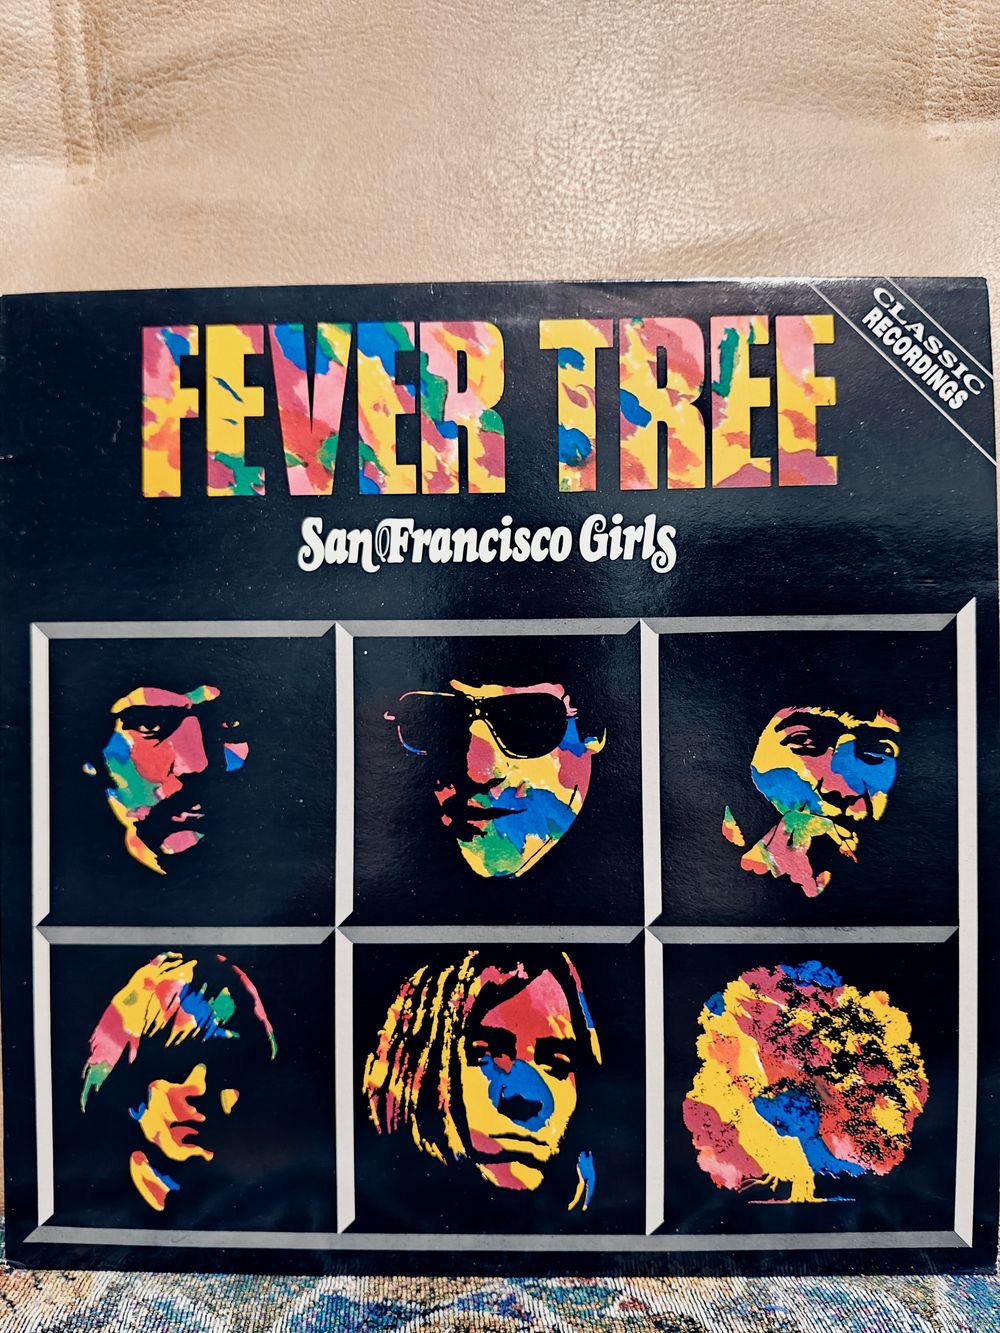 FEVER TREE
CLASSIC
RECORDINGS
San Francisco Girls